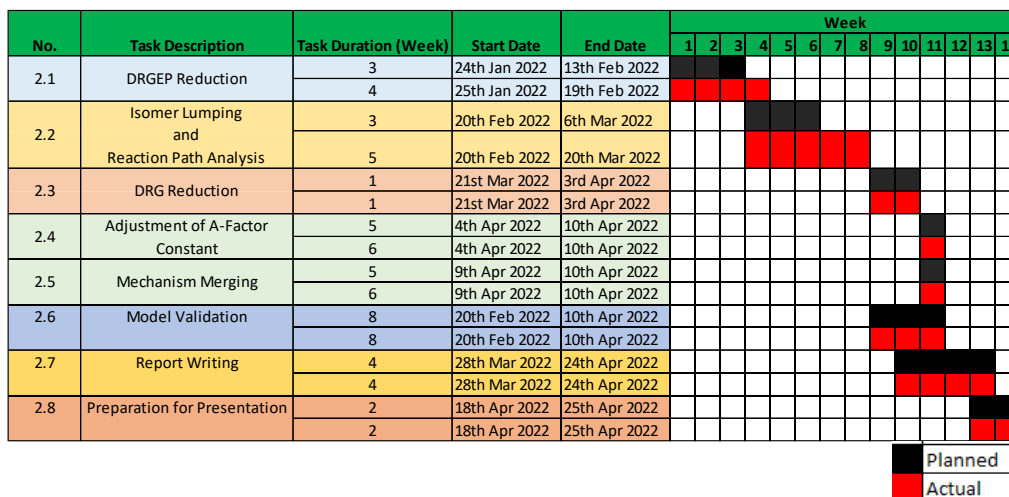 Week
No. Task Description Task Duration (Week) Start Date End Date 1 2 3 4 5 6 7 8 9 10 11 12 13 1
2.1 DRGEP Reduction 3 24th Jan 2022 13th Feb 2022
4 25th Jan 2022 19th Feb 2022
2.2 Isomer Lumping
and
Reaction Path Analysis
3 20th Feb 2022 6th Mar 2022
5 20th Feb 2022 20th Mar 2022
2.3 DRG Reduction 1 21st Mar 2022 3rd Apr 2022
1 21st Mar 2022 3rd Apr 2022
2.4 Adjustment of A-Factor
Constant
5 4th Apr 2022 10th Apr 2022
6 4th Apr 2022 10th Apr 2022
2.5 Mechanism Merging 5 9th Apr 2022 10th Apr 2022
6 9th Apr 2022 10th Apr 2022
2.6 Model Validation 8 20th Feb 2022 10th Apr 2022
8 20th Feb 2022 10th Apr 2022
2.7 Report Writing 4 28th Mar 2022 24th Apr 2022
4 28th Mar 2022 24th Apr 2022
2.8 Preparation for Presentation 2 18th Apr 2022 25th Apr 2022
2 18th Apr 2022 25th Apr 2022
Planned
Actual